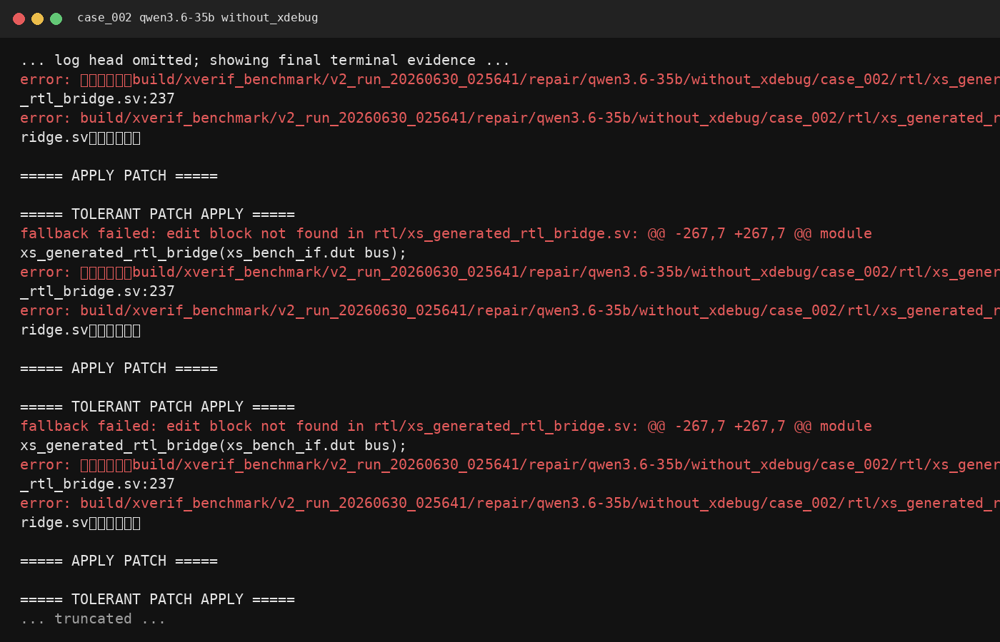 case_002 qwen3.6-35b without_xdebug
... log head omitted; showing final terminal evidence ...
error: □□□□□□build/xverif_benchmark/v2_run_20260630_025641/repair/qwen3.6-35b/without_xdebug/case_002/rtl/xs_gener
_rtl_bridge.sv:237
error: build/xverif_benchmark/v2_run_20260630_025641/repair/qwen3.6-35b/without_xdebug/case_002/rtl/xs_generated_r
ridge.sv□□□□□□
===== APPLY PATCH =====
===== TOLERANT PATCH APPLY =====
fallback failed: edit block not found in rtl/xs_generated_rtl_bridge.sv: @@ -267,7 +267,7 @@ module
xs_generated_rtl_bridge(xs_bench_if.dut bus);
error: □□□□□□build/xverif_benchmark/v2_run_20260630_025641/repair/qwen3.6-35b/without_xdebug/case_002/rtl/xs_gener
_rtl_bridge.sv:237
error: build/xverif_benchmark/v2_run_20260630_025641/repair/qwen3.6-35b/without_xdebug/case_002/rtl/xs_generated_r
ridge.sv□□□□□□
===== APPLY PATCH =====
===== TOLERANT PATCH APPLY =====
fallback failed: edit block not found in rtl/xs_generated_rtl_bridge.sv: @@ -267,7 +267,7 @@ module
xs_generated_rtl_bridge(xs_bench_if.dut bus);
error: □□□□□□build/xverif_benchmark/v2_run_20260630_025641/repair/qwen3.6-35b/without_xdebug/case_002/rtl/xs_gener
_rtl_bridge.sv:237
error: build/xverif_benchmark/v2_run_20260630_025641/repair/qwen3.6-35b/without_xdebug/case_002/rtl/xs_generated_r
ridge.sv□□□□□□
===== APPLY PATCH =====
===== TOLERANT PATCH APPLY =====
... truncated ...